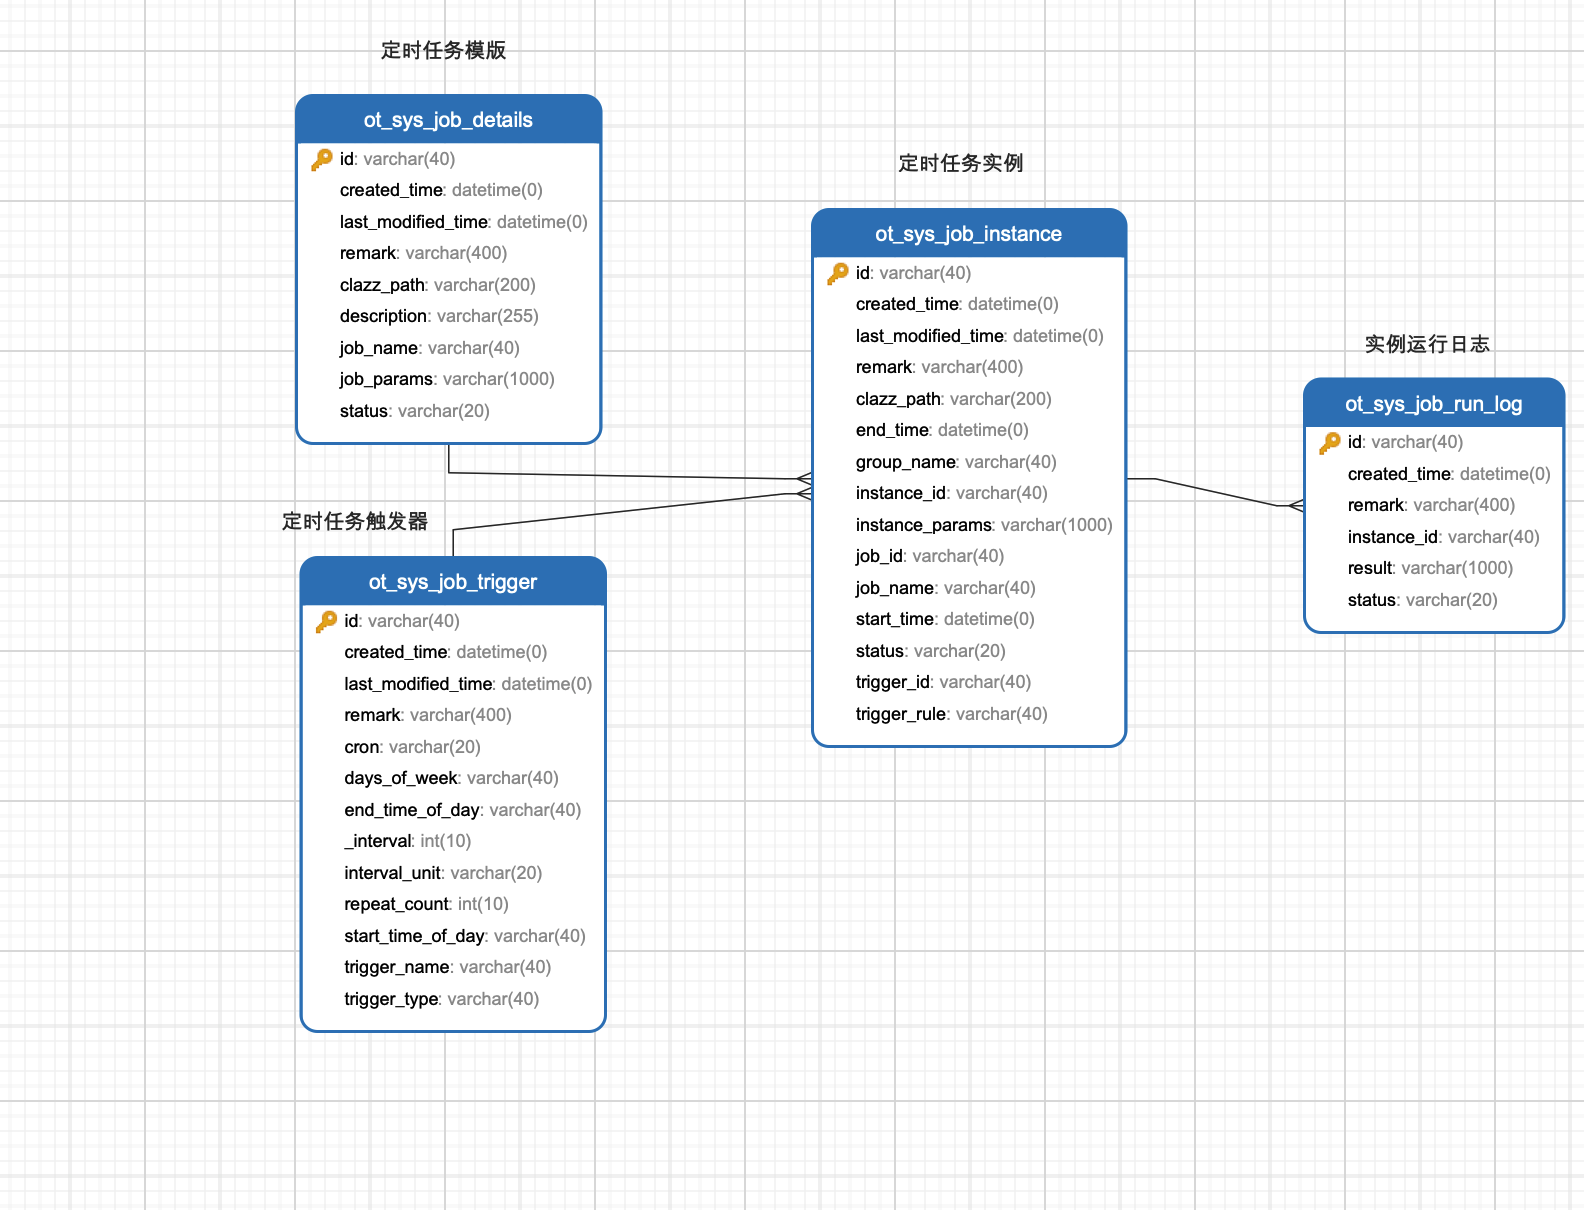 定时任务模版
ot_sys_job_details
id: varchar(40)
created_time: datetime(0)
last_modified_time: datetime(0)
remark: varchar(400)
clazz_path: varchar(200)
description: varchar(255)
job_name: varchar(40)
job_params: varchar(1000)
status: varchar(20)
定时任务触发器
ot_sys_job_trigger
id: varchar(40)
created_time: datetime(0)
last_modified_time: datetime(0)
remark: varchar(400)
cron: varchar(20)
days_of_week: varchar(40)
end_time_of_day: varchar(40)
_interval: int(10)
interval_unit: varchar(20)
repeat_count: int(10)
start_time_of_day: varchar(40)
trigger_name: varchar(40)
trigger_type: varchar(40)
定时任务实例
ot_sys_job_instance
id: varchar(40)
created_time: datetime(0)
last_modified_time: datetime(0)
remark: varchar(400)
clazz_path: varchar(200)
end_time: datetime(0)
group_name: varchar(40)
instance_id: varchar(40)
instance_params: varchar(1000)
job_id: varchar(40)
job_name: varchar(40)
start_time: datetime(0)
status: varchar(20)
trigger_id: varchar(40)
trigger_rule: varchar(40)
实例运行日志
ot_sys_job_run_log
id: varchar(40)
created_time: datetime(0)
remark: varchar(400)
instance_id: varchar(40)
result: varchar(1000)
status: varchar(20)